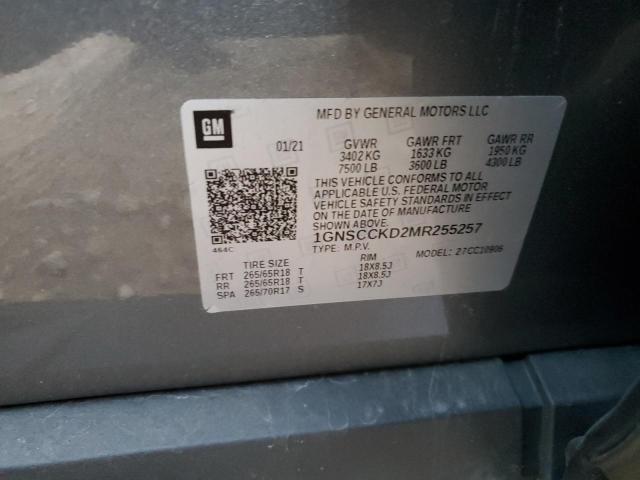 GM
MFD BY GENERAL MOTORS LLC
01/21 GVWR GAWR FRT GAWR RR
3402 KG 1633 KG 1950 KG
7500 LB 3600 LB 4300 LB
THIS VEHICLE CONFORMS TO ALL
APPLICABLE U.S. FEDERAL MOTOR
VEHICLE SAFETY STANDARDS IN EFFECT
ON THE DATE OF MANUFACTURE
SHOWN ABOVE.
1GNSCCKD2MR255257
464C
TYPE: M.P.V. MODEL: 27CC10906
TIRE SIZE RIM
FRT 265/65R18 T 18X8.5J
RR 265/65R18 T 18X8.5J
SPA 265/70R17 S 17X7J